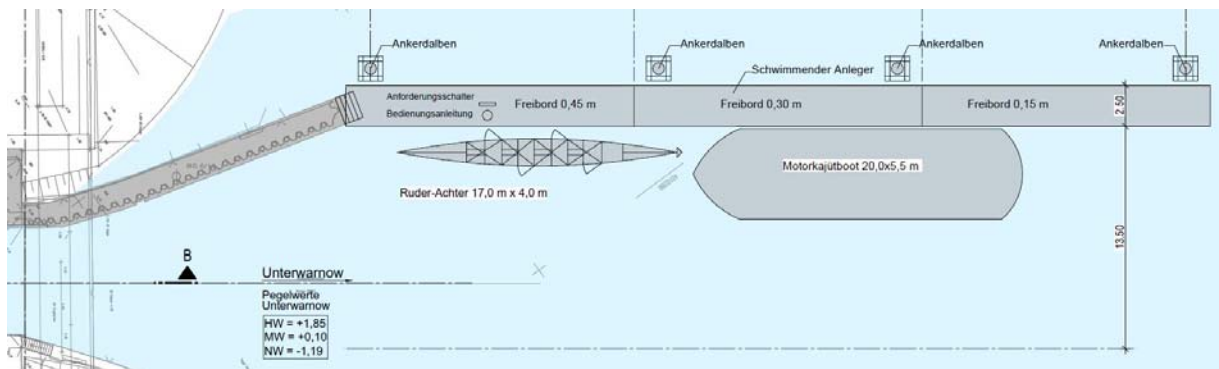 Ankerdalben
Ankerdalben
Ankerdalben
Ankerdalben
Schwimmender Anleger
Anforderungsschalter
Bedienungsanleitung
Freibord 0,45 m
Freibord 0,30 m
Freibord 0,15 m
2.50
Ruder-Achter 17,0 m x 4,0 m
Motorkajütboot 20,0x5,5 m
13.50
B
Unterwarnow
Pegelwerte
Unterwarnow
HW = +1,85
MW = +0,10
NW = -1,19